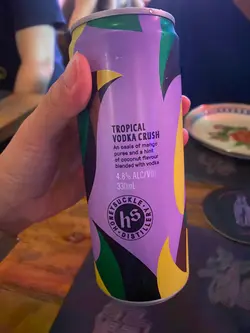 TROPICAL
VODKA CRUSH
An oasis of mango
puree and a hint
of coconut flavour
blended with vodka
4.8% ALC/VOL
330mL
HONEYSUCKLE
hs
DISTILLERY